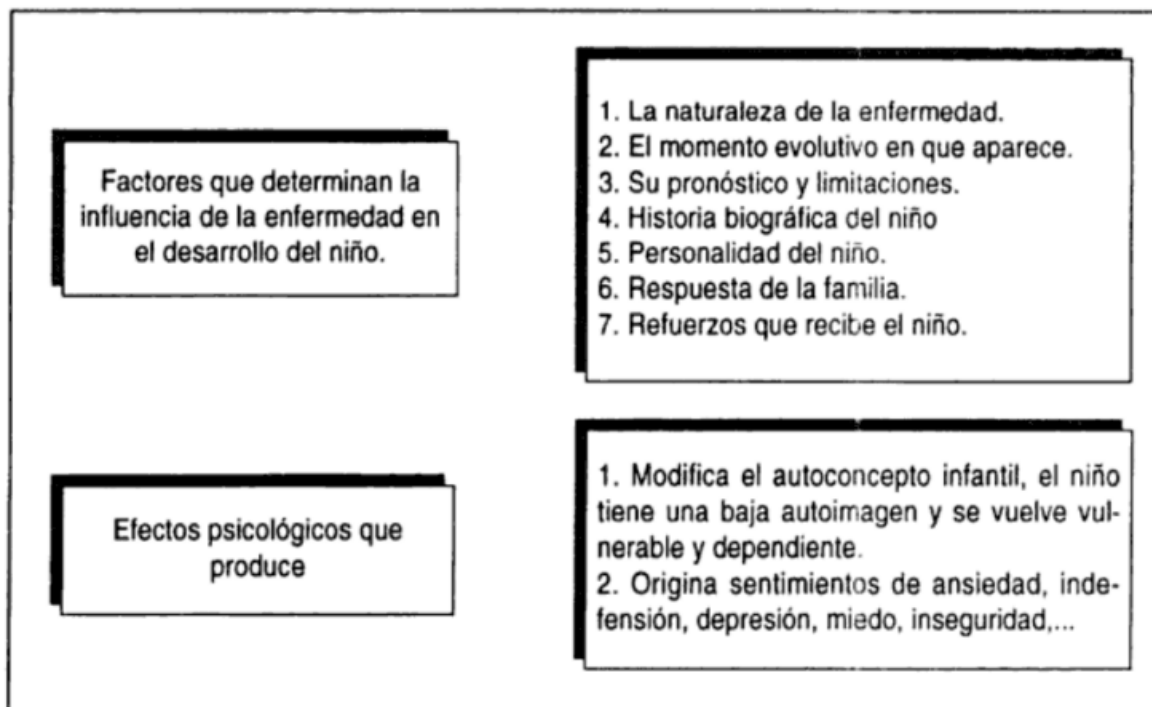 Factores que determinan la
influencia de la enfermedad en
el desarrollo del niño.
1. La naturaleza de la enfermedad.
2. El momento evolutivo en que aparece.
3. Su pronóstico y limitaciones.
4. Historia biográfica del niño
5. Personalidad del niño.
6. Respuesta de la familia.
7. Refuerzos que recibe el niño.
Efectos psicológicos que
produce
1. Modifica el autoconcepto infantil, el niño
tiene una baja autoimagen y se vuelve vul-
nerable y dependiente.
2. Origina sentimientos de ansiedad, inde-
fensión, depresión, miedo, inseguridad,...